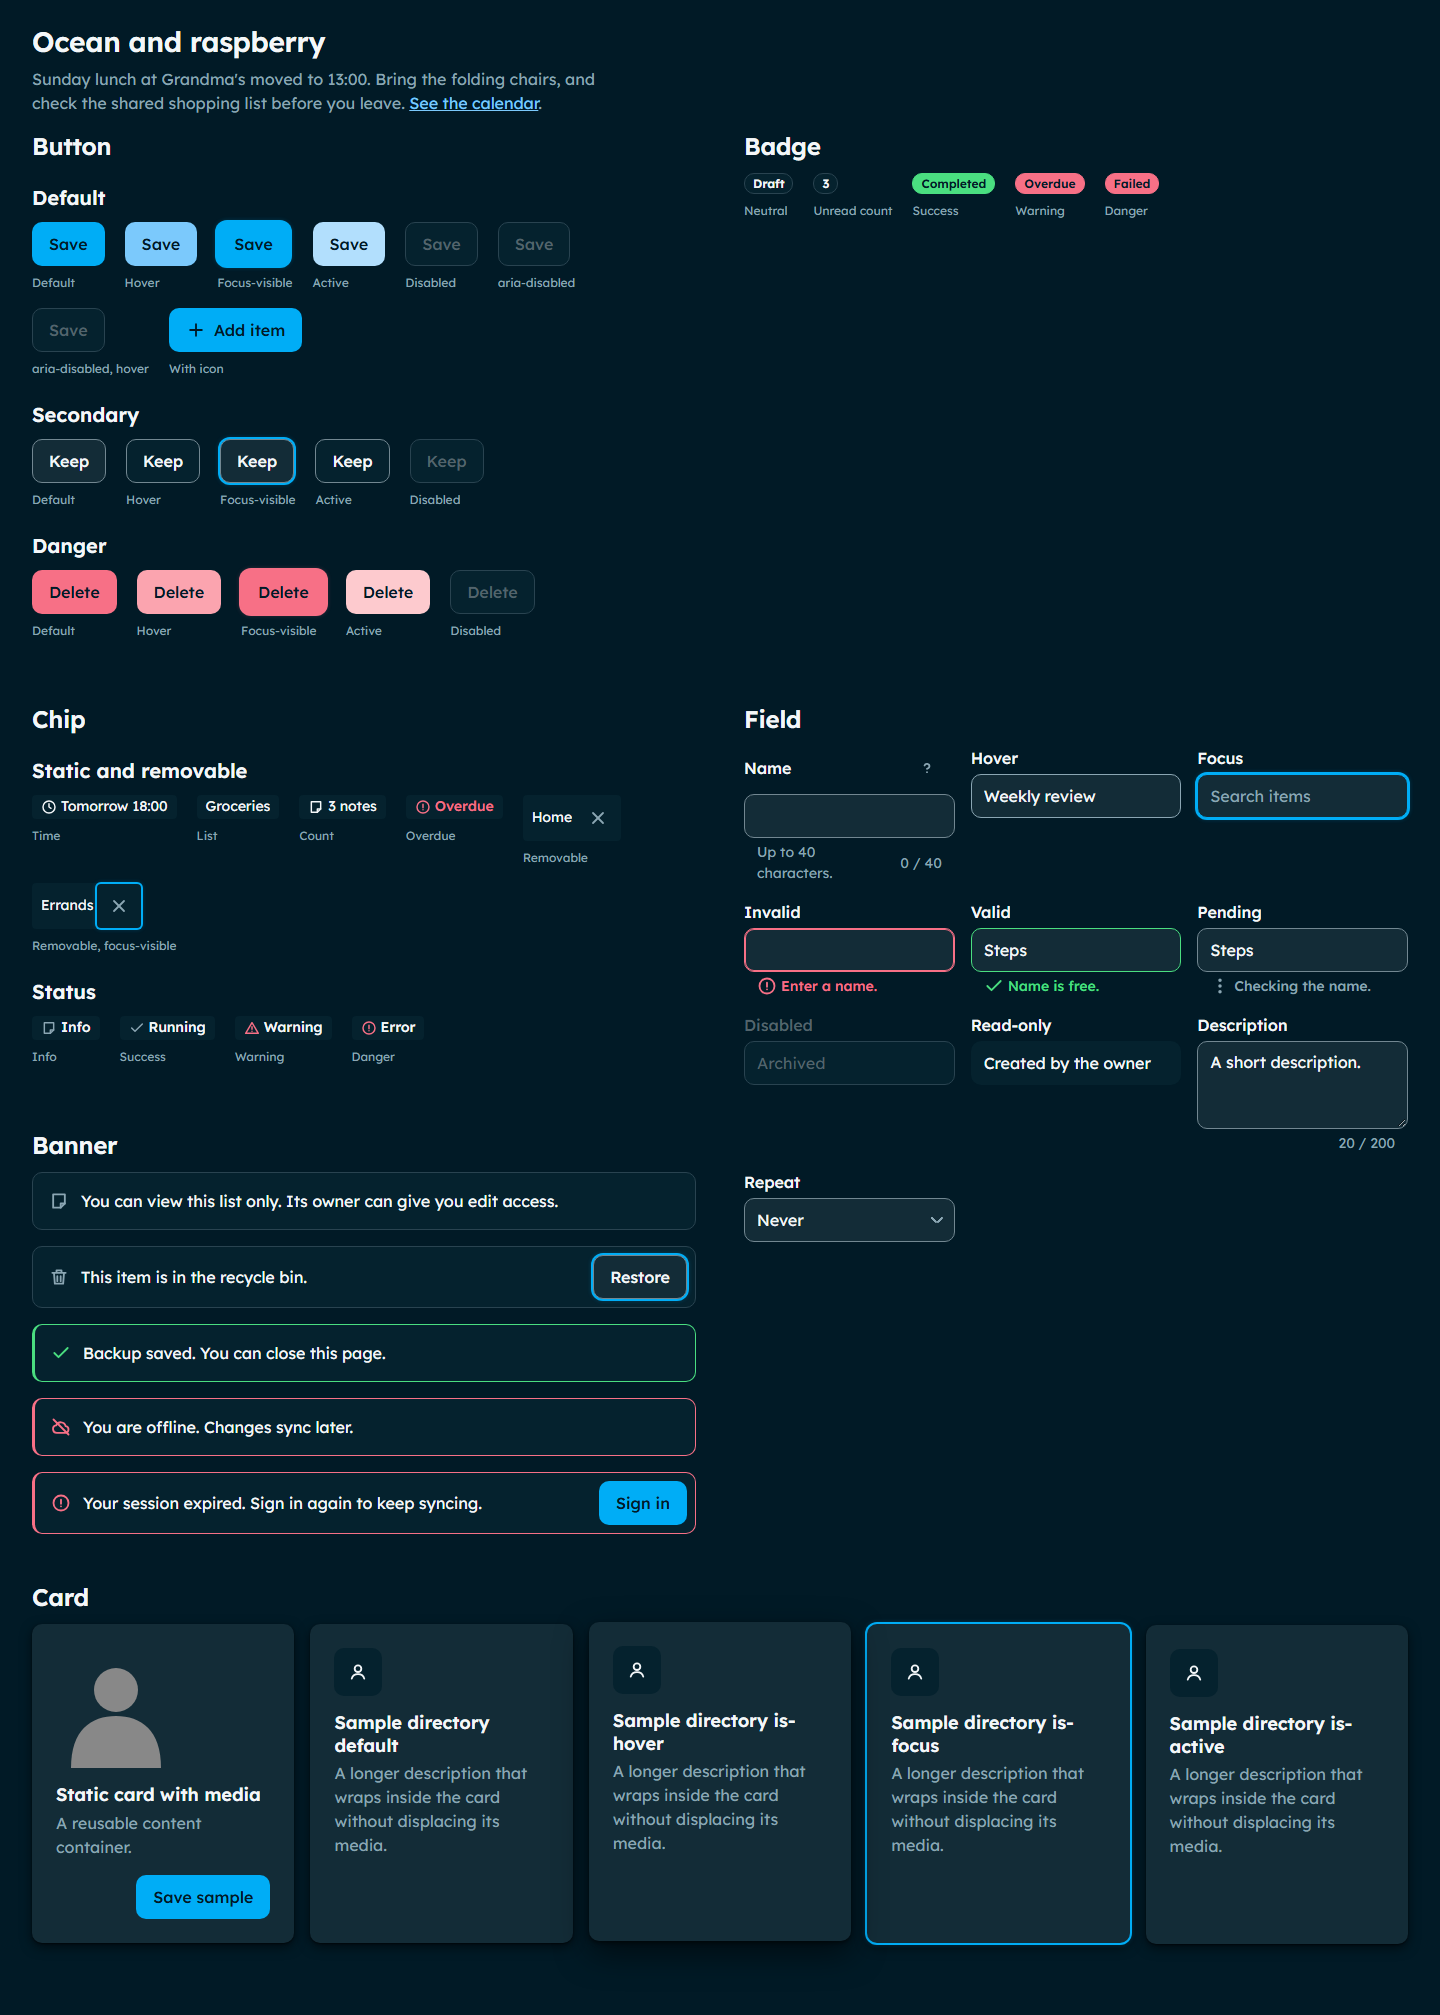 Ocean and raspberry
Sunday lunch at Grandma's moved to 13:00. Bring the folding chairs, and
check the shared shopping list before you leave. See the calendar.
Button
Default
Save Save Save Save Save Save
Default Hover Focus-visible Active Disabled aria-disabled
Save Add item
aria-disabled, hover With icon
Secondary
Keep Keep Keep Keep Keep
Default Hover Focus-visible Active Disabled
Danger
Delete Delete Delete Delete Delete
Default Hover Focus-visible Active Disabled
Badge
Draft 3 Completed Overdue Failed
Neutral Unread count Success Warning Danger
Chip
Static and removable
Tomorrow 18:00 Groceries 3 notes Overdue Home
Time List Count Overdue Removable
Errands
Removable, focus-visible
Status
Info Running Warning Error
Info Success Warning Danger
Field
Name ? Hover Focus
Weekly review Search items
Up to 40
characters. 0 / 40
Invalid Valid Pending
Steps Steps
Enter a name. Name is free. Checking the name.
Disabled Read-only Description
Archived Created by the owner A short description.
20 / 200
Repeat
Never
Banner
You can view this list only. Its owner can give you edit access.
This item is in the recycle bin. Restore
Backup saved. You can close this page.
You are offline. Changes sync later.
Your session expired. Sign in again to keep syncing. Sign in
Card
Static card with media
A reusable content
container.
Save sample
Sample directory
default
A longer description that
wraps inside the card
without displacing its
media.
Sample directory is-
hover
A longer description that
wraps inside the card
without displacing its
media.
Sample directory is-
focus
A longer description that
wraps inside the card
without displacing its
media.
Sample directory is-
active
A longer description that
wraps inside the card
without displacing its
media.